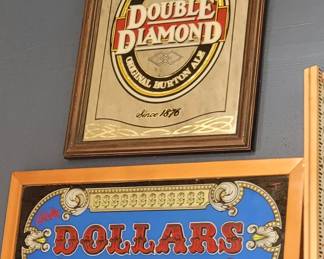 DOUBLE
DIAMOND
ORIGINAL BURTON ALE
Since 1876
$$$$$$$$$$$$$$
DOLLARS